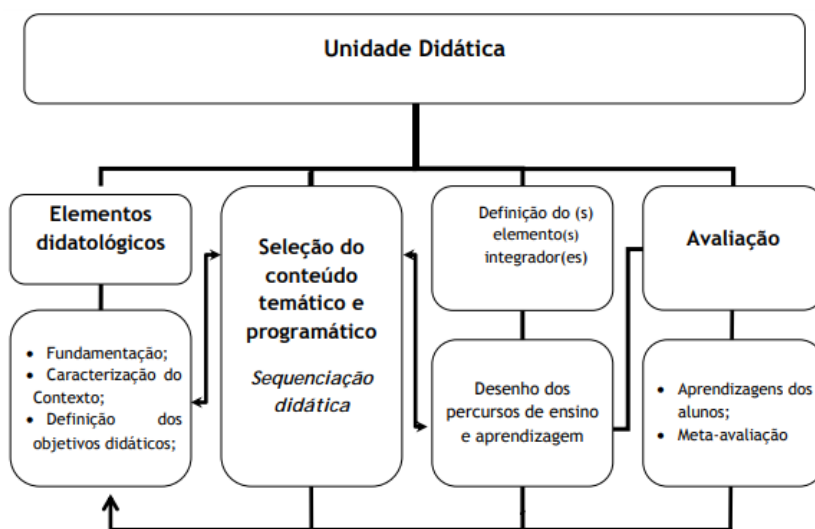 Unidade Didática
Elementos
didatológicos
• Fundamentação;
• Caracterização do
Contexto;
• Definição dos
objetivos didáticos;
Seleção do
conteúdo
temático e
programático
Sequenciação
didática
Definição do (s)
elemento(s)
integrador(es)
Desenho dos
percursos de ensino
e aprendizagem
Avaliação
• Aprendizagens dos
alunos;
• Meta-avaliação